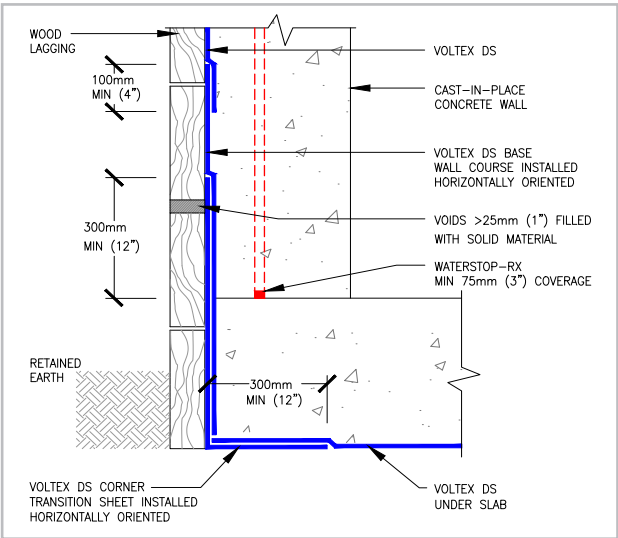 WOOD
LAGGING
100mm
MIN (4")
300mm
MIN (12")
RETAINED
EARTH
VOLTEX DS CORNER
TRANSITION SHEET INSTALLED
HORIZONTALLY ORIENTED
300mm
MIN (12")
VOLTEX DS
CAST-IN-PLACE
CONCRETE WALL
VOLTEX DS BASE
WALL COURSE INSTALLED
HORIZONTALLY ORIENTED
VOIDS >25mm (1") FILLED
WITH SOLID MATERIAL
WATERSTOP-RX
MIN 75mm (3") COVERAGE
VOLTEX DS
UNDER SLAB